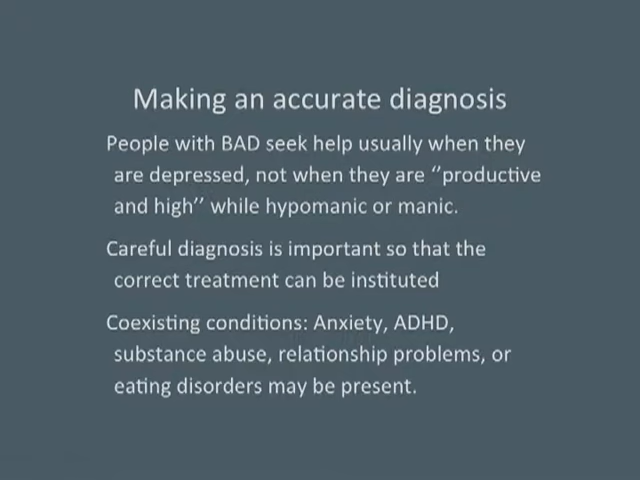 Making an accurate diagnosis
People with BAD seek help usually when they
are depressed, not when they are “productive
and high” while hypomanic or manic.
Careful diagnosis is important so that the
correct treatment can be instituted
Coexisting conditions: Anxiety, ADHD,
substance abuse, relationship problems, or
eating disorders may be present.